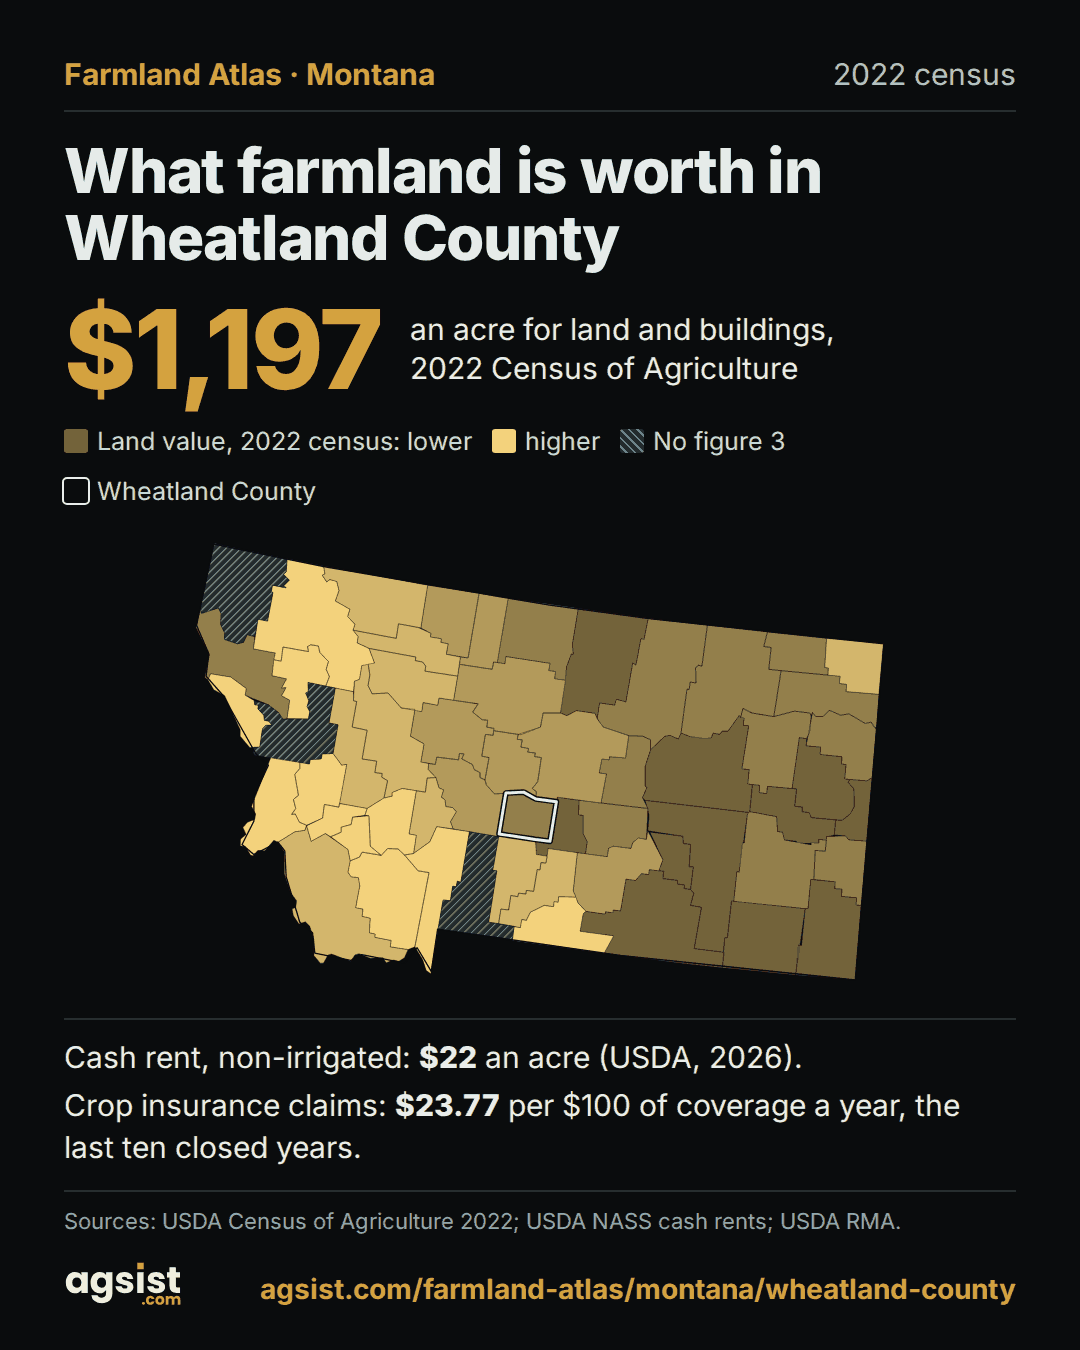 Farmland Atlas · Montana
2022 census
What farmland is worth in
Wheatland County
$1,197
an acre for land and buildings,
2022 Census of Agriculture
Land value, 2022 census: lower
higher
No figure 3
Wheatland County
Cash rent, non-irrigated: $22 an acre (USDA, 2026).
Crop insurance claims: $23.77 per $100 of coverage a year, the
last ten closed years.
Sources: USDA Census of Agriculture 2022; USDA NASS cash rents; USDA RMA.
agsist
.com
agsist.com/farmland-atlas/montana/wheatland-county